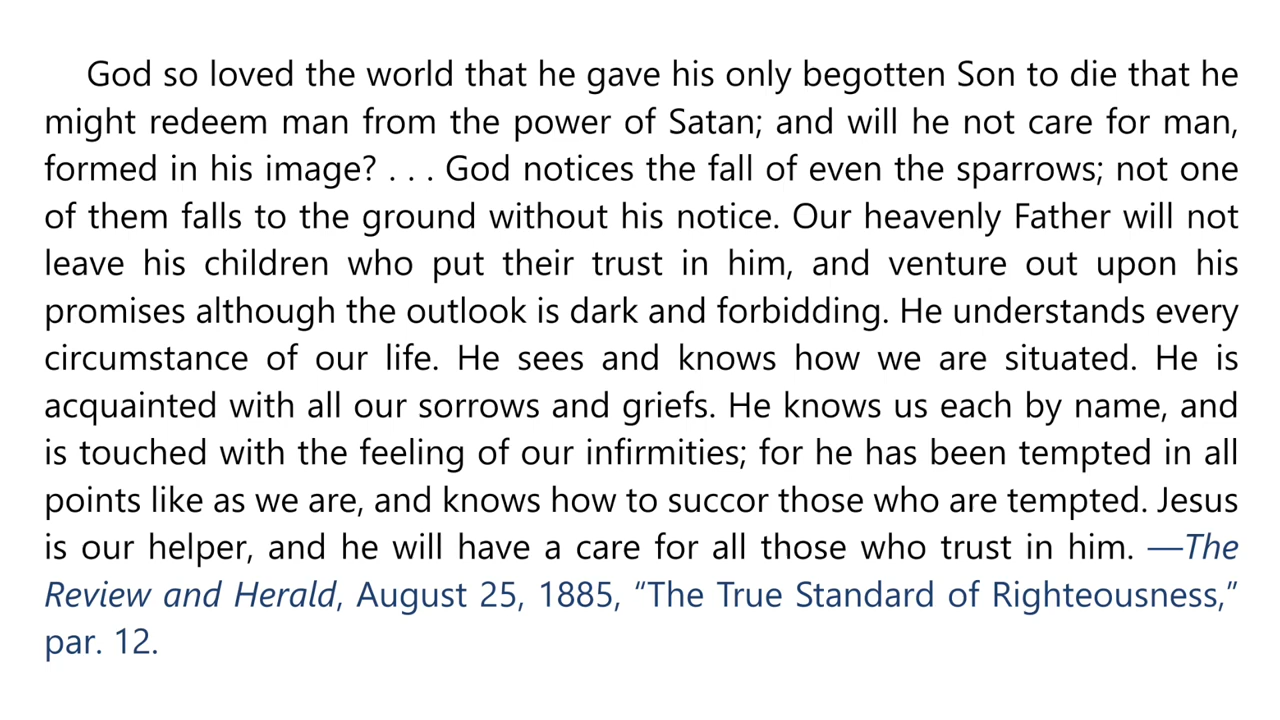 God so loved the world that he gave his only begotten Son to die that he
might redeem man from the power of Satan; and will he not care for man,
formed in his image? . . . God notices the fall of even the sparrows; not one
of them falls to the ground without his notice. Our heavenly Father will not
leave his children who put their trust in him, and venture out upon his
promises although the outlook is dark and forbidding. He understands every
circumstance of our life. He sees and knows how we are situated. He is
acquainted with all our sorrows and griefs. He knows us each by name, and
is touched with the feeling of our infirmities; for he has been tempted in all
points like as we are, and knows how to succor those who are tempted. Jesus
is our helper, and he will have a care for all those who trust in him. —The
Review and Herald, August 25, 1885, “The True Standard of Righteousness,”
par. 12.